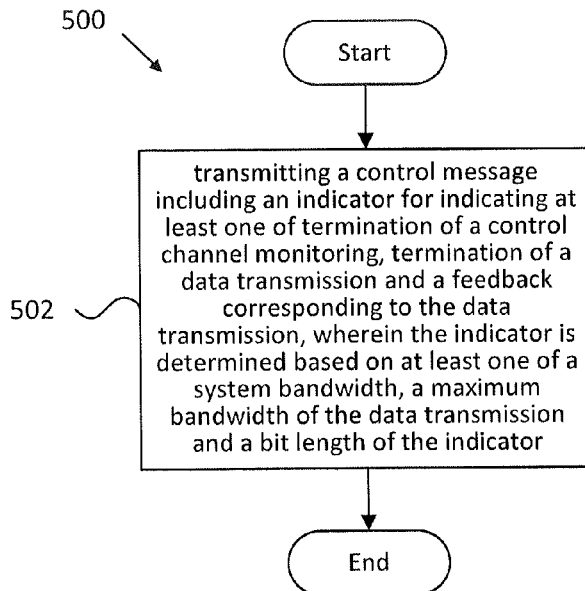 500
Start
transmitting a control message
including an indicator for indicating at
least one of termination of a control
channel monitoring, termination of a
data transmission and a feedback
corresponding to the data
transmission, wherein the indicator is
determined based on at least one of a
system bandwidth, a maximum
bandwidth of the data transmission
and a bit length of the indicator
502
End